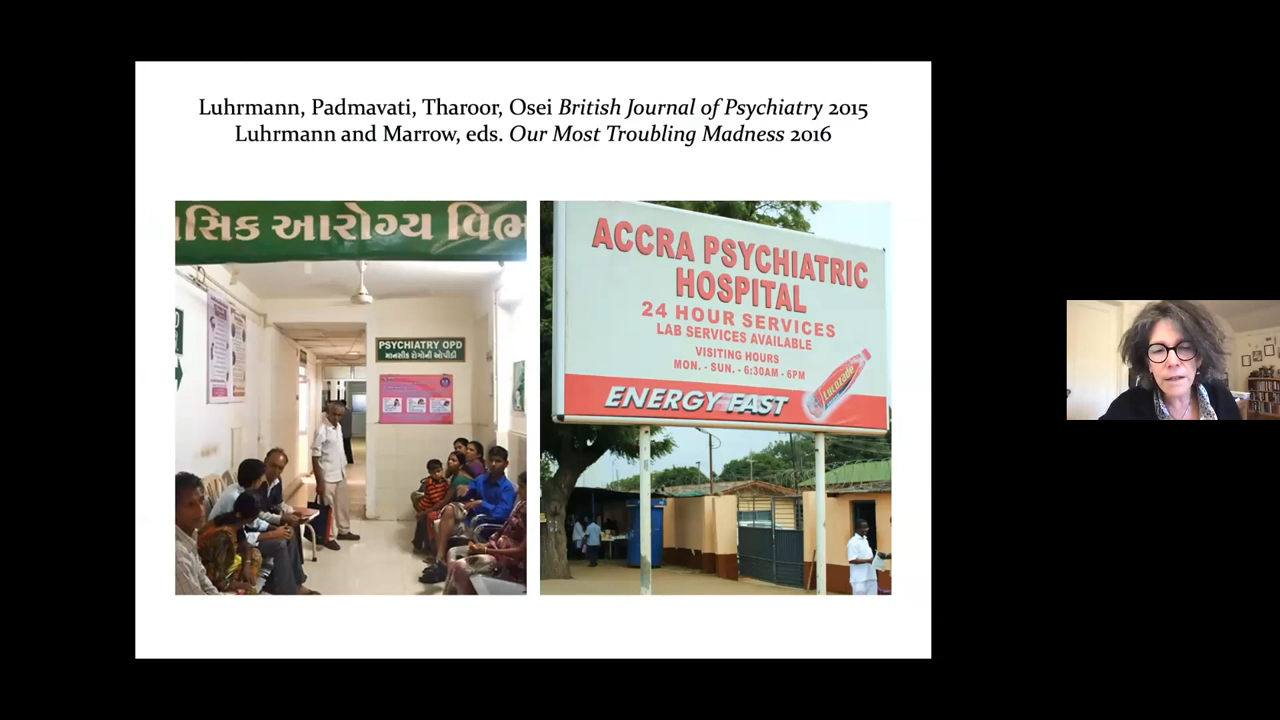 Luhrmann, Padmavati, Tharoor, Osei British Journal of Psychiatry 2015
Luhrmann and Marrow, eds. Our Most Troubling Madness 2016
સિક આરોગ્ય વિભ
PSYCHIATRY OPD
માનસીક રોગોની ઓપીડી
ACCRA PSYCHIATRIC
HOSPITAL
24 HOUR SERVICES
LAB SERVICES AVAILABLE
VISITING HOURS
MON. - SUN. - 6:30AM - 6PM
ENERGY FAST
Lucozade